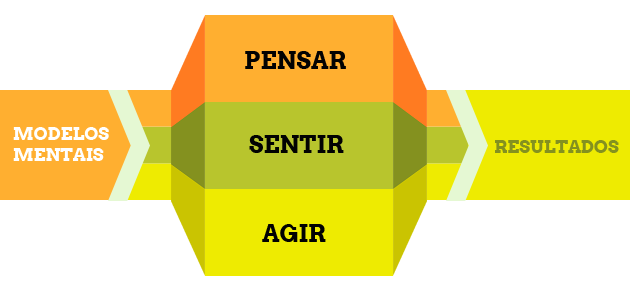 MODELOS
MENTAIS
PENSAR
SENTIR
AGIR
RESULTADOS